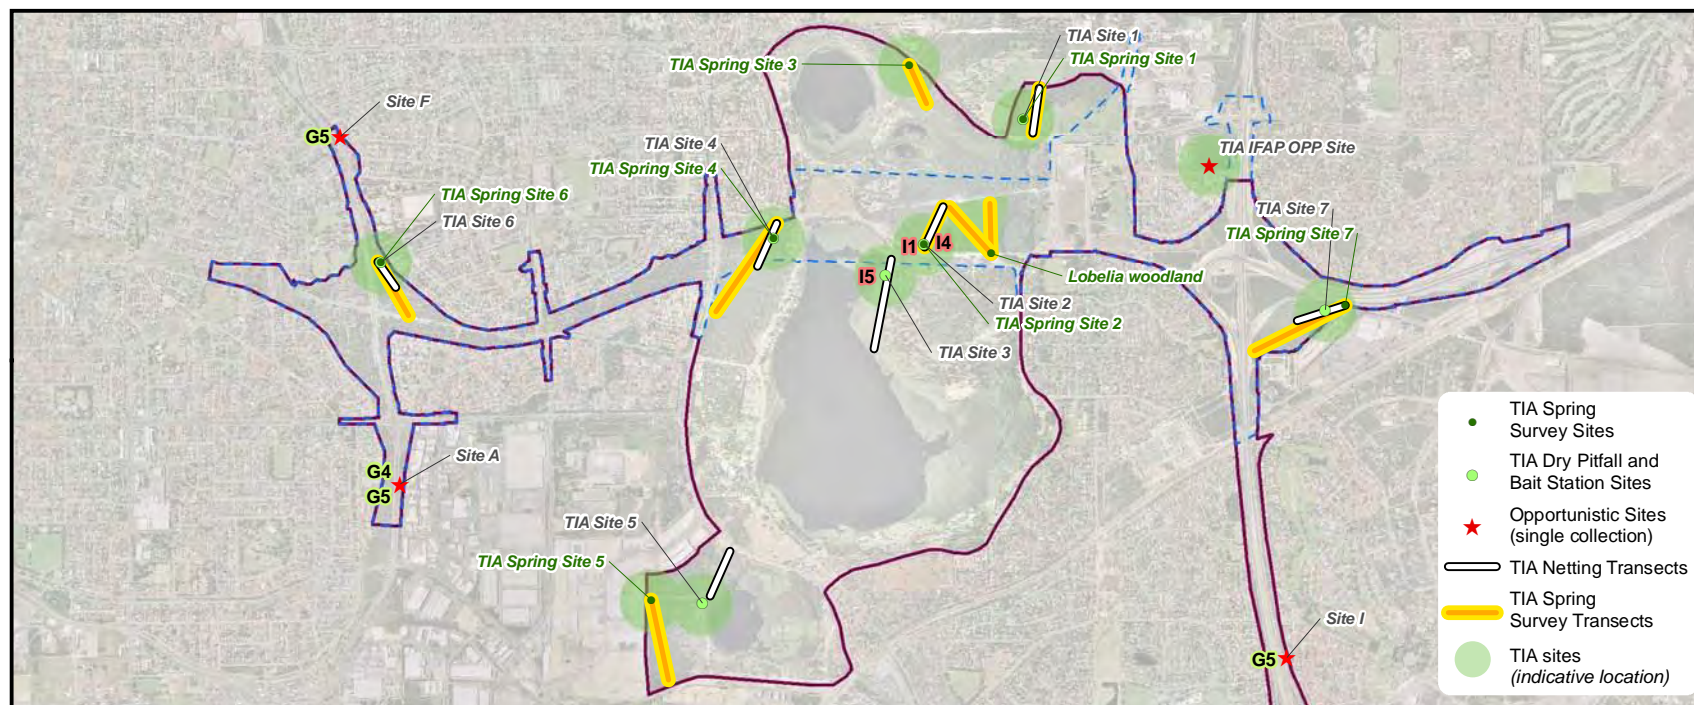 TIA Site 1
TIA Spring Site 1
TIA Spring Site 3
Site F
G5
TIA Site 4
TIA Spring Site 4
TIA IFAP OPP Site
TIA Spring Site 6
TIA Site 6
TIA Site 7
TIA Spring Site 7
I1
I4
I5
Lobelia woodland
TIA Site 2
TIA Spring Site 2
TIA Site 3
G4
G5
Site A
TIA Site 5
TIA Spring Site 5
Site I
G5
TIA Spring
Survey Sites
TIA Dry Pitfall and
Bait Station Sites
Opportunistic Sites
(single collection)
TIA Netting Transects
TIA Spring
Survey Transects
TIA sites
(indicative location)